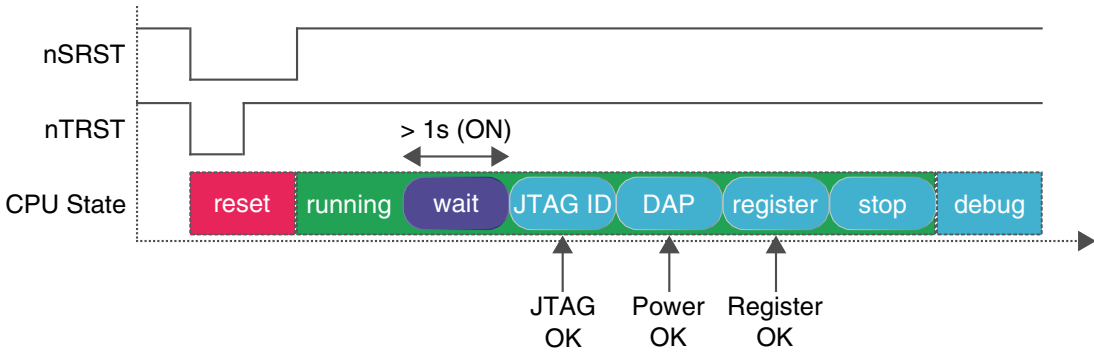 nSRST
nTRST
> 1s (ON)
CPU State
reset
running
wait
JTAG ID
DAP
register
stop
debug
JTAG
OK
Power
OK
Register
OK